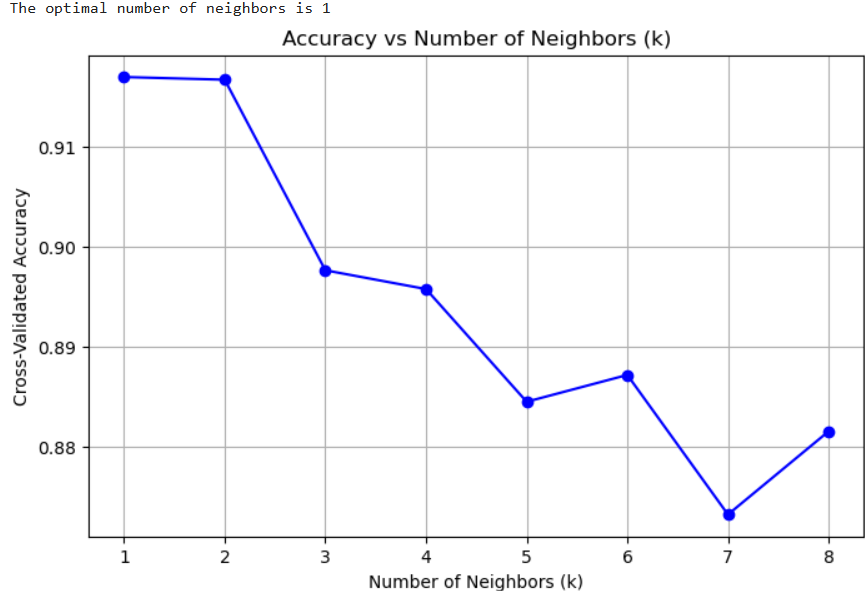 The optimal number of neighbors is 1
Accuracy vs Number of Neighbors (k)
Cross-Validated Accuracy
0.91
0.90
0.89
0.88
1 2 3 4 5 6 7 8
Number of Neighbors (k)